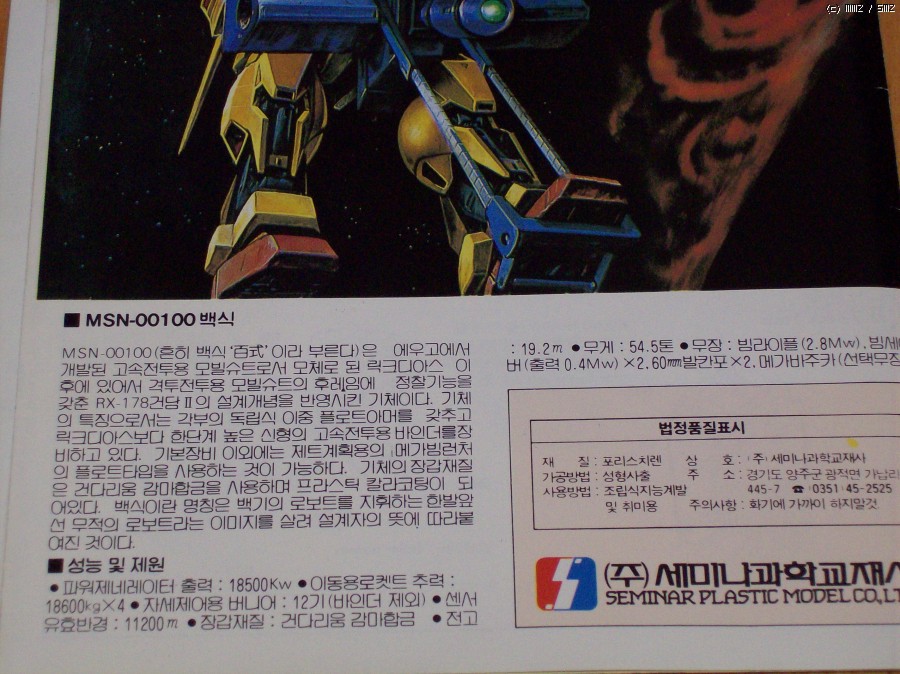 (c) MMZ / SMZ
■ MSN-00100 백식
MSN-00100(흔히 백식 '百式' 이라 부른다)은 에우고에서
개발된 고속전투용 모빌슈트로서 모체로 된 릭크디아스 이
후에 있어서 격투전투용 모빌슈트의 후레임에 정찰기능을
갖춘 RX-178건담Ⅱ의 설계개념을 반영시킨 기체이다. 기체
의 특징으로서는 각부의 독립식 이중 플로트아머를 갖추고
릭크디아스보다 한단계 높은 신형의 고속전투용 바인더를장
비하고 있다. 기본장비 이외에는 제트계획용의 메가빔런처
의 플로트타임을 사용하는 것이 가능하다. 기체의 장갑재질
은 건다리움 감마합금을 사용하며 프라스틱 칼라코팅이 되
어있다. 백식이라 명칭은 백기의 로보트를 지휘하는 한발앞
선 무적의 로보트라는 이미지를 살려 설계자의 뜻에 따라붙
여진 것이다.
■ 성능 및 제원
● 파워제네레이터 출력 : 18500Kw ● 이동용로켓트 추력 :
18600kg×4 ● 자세제어용 버니어 : 12기(바인더 제외) ● 센서
유효반경 : 11200m ● 장갑재질 : 건다리움 감마합금 ● 전고
: 19.2m ● 무게 : 54.5톤 ● 무장 : 빔라이플(2.8Mw). 빔세
버(출력 0.4Mw)×2.60㎜발칸포×2.메가바주카(선택무장
법정품질표시
재 질 : 포리스치렌 상 호 : (주) 세미나과학교재사
가공방법 : 성형사출 주 소 : 경기도 양주군 광적면 가납리
사용방법 : 조립식지능계발 445-7 ☎(0351)45-2525
및 취미용 주의사항 : 화기에 가까이 하지말것.
(주) 세미나과학교재사
SEMINAR PLASTIC MODEL CO., LT